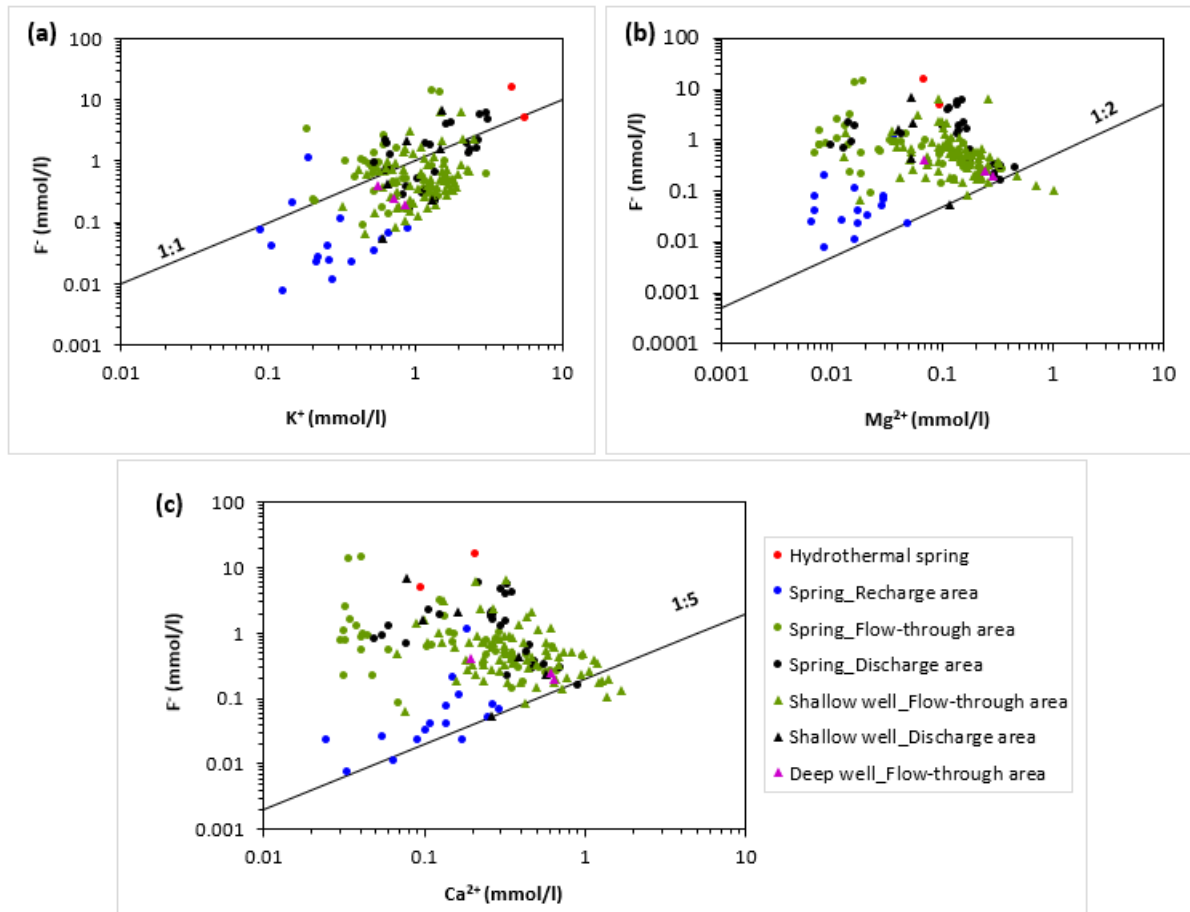 (a)
100
10
1
0.1
0.01
0.001
F⁻ (mmol/l)
1:1
0.01 0.1 1 10
K⁺ (mmol/l)
(b)
100
10
1
0.1
0.01
0.001
0.0001
F⁻ (mmol/l)
1:2
0.001 0.01 0.1 1 10
Mg²⁺ (mmol/l)
(c)
100
10
1
0.1
0.01
0.001
F⁻ (mmol/l)
1:5
0.01 0.1 1 10
Ca²⁺ (mmol/l)
Hydrothermal spring
Spring_Recharge area
Spring_Flow-through area
Spring_Discharge area
Shallow well_Flow-through area
Shallow well_Discharge area
Deep well_Flow-through area